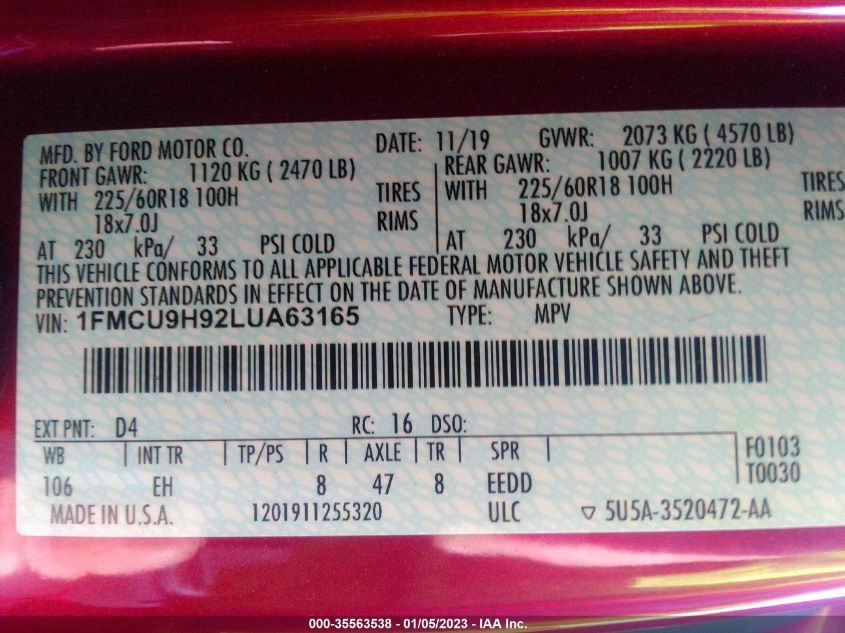 MFD. BY FORD MOTOR CO. DATE: 11/19 GVWR: 2073 KG ( 4570 LB)
FRONT GAWR: 1120 KG ( 2470 LB) REAR GAWR: 1007 KG ( 2220 LB)
WITH 225/60R18 100H TIRES WITH 225/60R18 100H TIRES
18x7.0J RIMS 18x7.0J RIMS
AT 230 kPa/ 33 PSI COLD AT 230 kPa/ 33 PSI COLD
THIS VEHICLE CONFORMS TO ALL APPLICABLE FEDERAL MOTOR VEHICLE SAFETY AND THEFT
PREVENTION STANDARDS IN EFFECT ON THE DATE OF MANUFACTURE SHOWN ABOVE.
VIN: 1FMCU9H92LUA63165 TYPE: MPV
EXT PNT: D4 RC: 16 DSO:
WB INT TR TP/PS R AXLE TR SPR F0103
106 EH 8 47 8 EEDD T0030
MADE IN U.S.A. 1201911255320 ULC ▽ 5U5A-3520472-AA
000-35563538 - 01/05/2023 - IAA Inc.